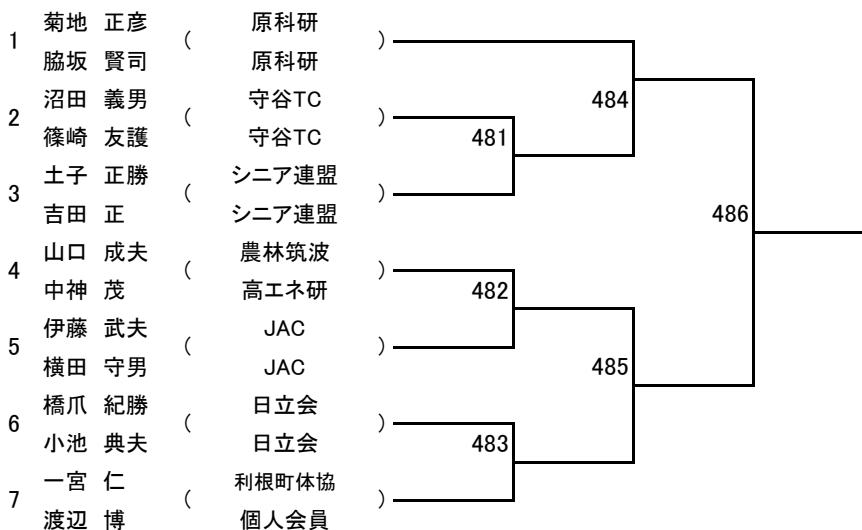 菊地 正彦 原科研
1 ( )
脇坂 賢司 原科研
沼田 義男 守谷TC 484
2 ( )
篠崎 友護 守谷TC 481
土子 正勝 シニア連盟
3 ( )
吉田 正 シニア連盟 486
山口 成夫 農林筑波
4 ( )
中神 茂 高エネ研 482
伊藤 武夫 JAC
5 ( )
横田 守男 JAC 485
橋爪 紀勝 日立会
6 ( )
小池 典夫 日立会 483
一宮 仁 利根町体協
7 ( )
渡辺 博 個人会員